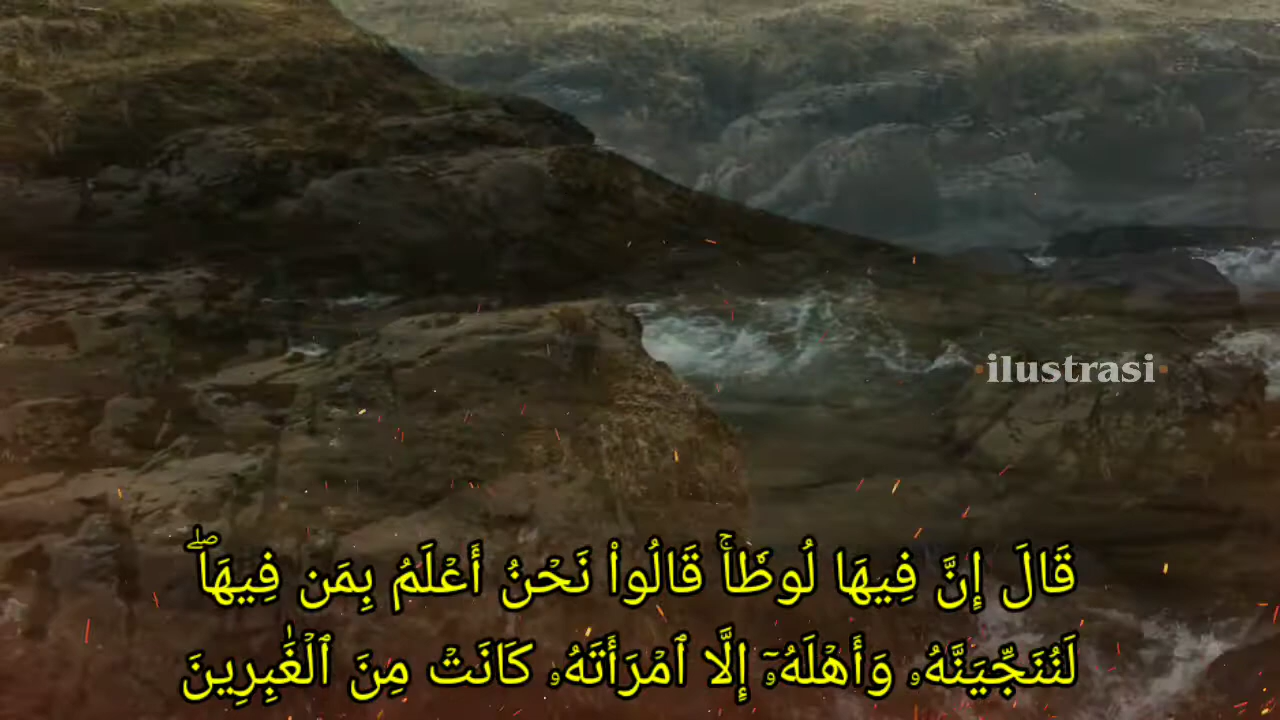 •ilustrasi•
قَالَ إِنَّ فِيهَا لُوطٗاۚ قَالُواْ نَحۡنُ أَعۡلَمُ بِمَن فِيهَاۖ
لَنُنَجِّيَنَّهُۥ وَأَهۡلَهُۥٓ إِلَّا ٱمۡرَأَتَهُۥ كَانَتۡ مِنَ ٱلۡغَٰبِرِينَ